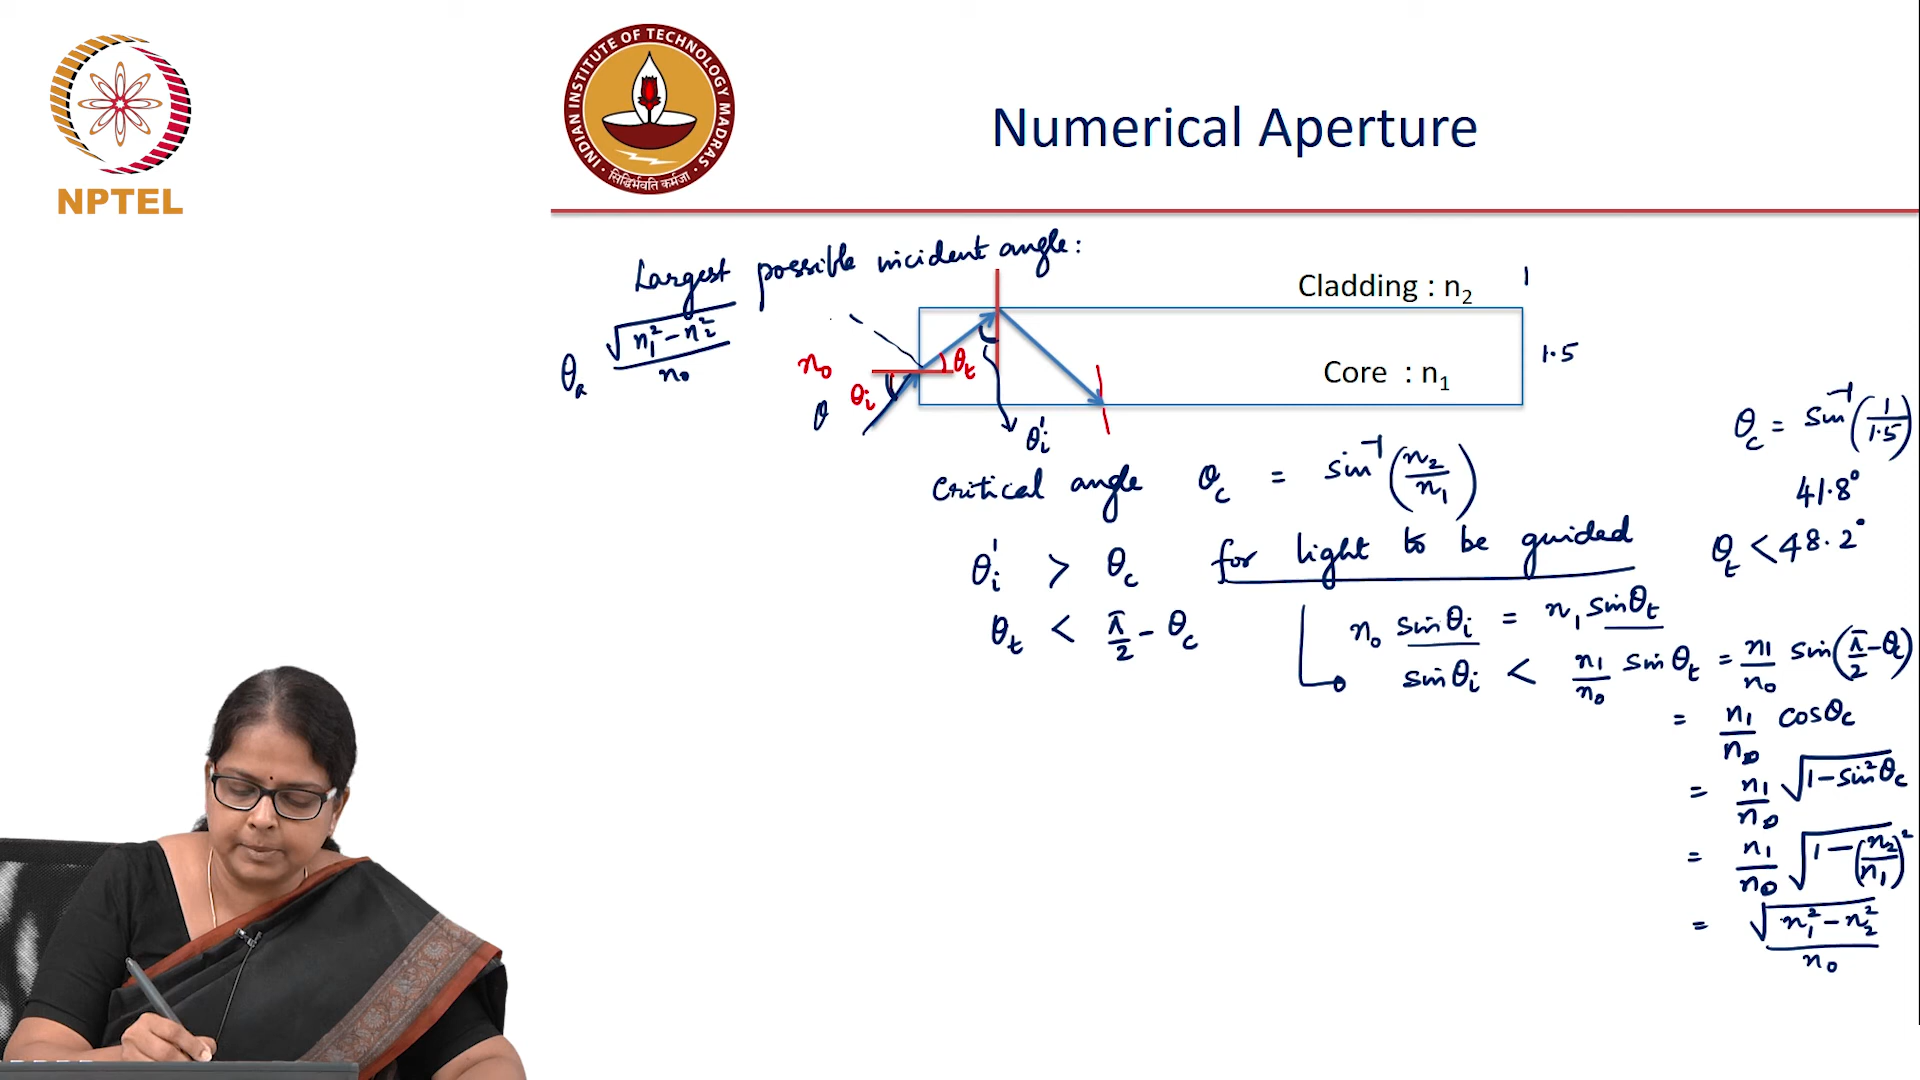 NPTEL
INDIAN INSTITUTE OF TECHNOLOGY MADRAS
सिद्धिर्भवति कर्मजा
Numerical Aperture
Largest possible incident angle:
θa √(n₁² - n₂²) / n₀
Cladding : n₂ 1
Core : n₁ 1.5
n₀
θi
θt
θ
θi'
Critical angle θc = sin⁻¹(n₂/n₁)
θi' > θc for light to be guided
θt < π/2 - θc
θc = sin⁻¹(1/1.5)
41.8°
θt < 48.2°
n₀ sinθi = n₁ sinθt
sinθi < n₁/n₀ sinθt = n₁/n₀ sin(π/2 - θc)
= n₁/n₀ cosθc
= n₁/n₀ √(1 - sin²θc)
= n₁/n₀ √(1 - (n₂/n₁)²)
= √(n₁² - n₂²) / n₀